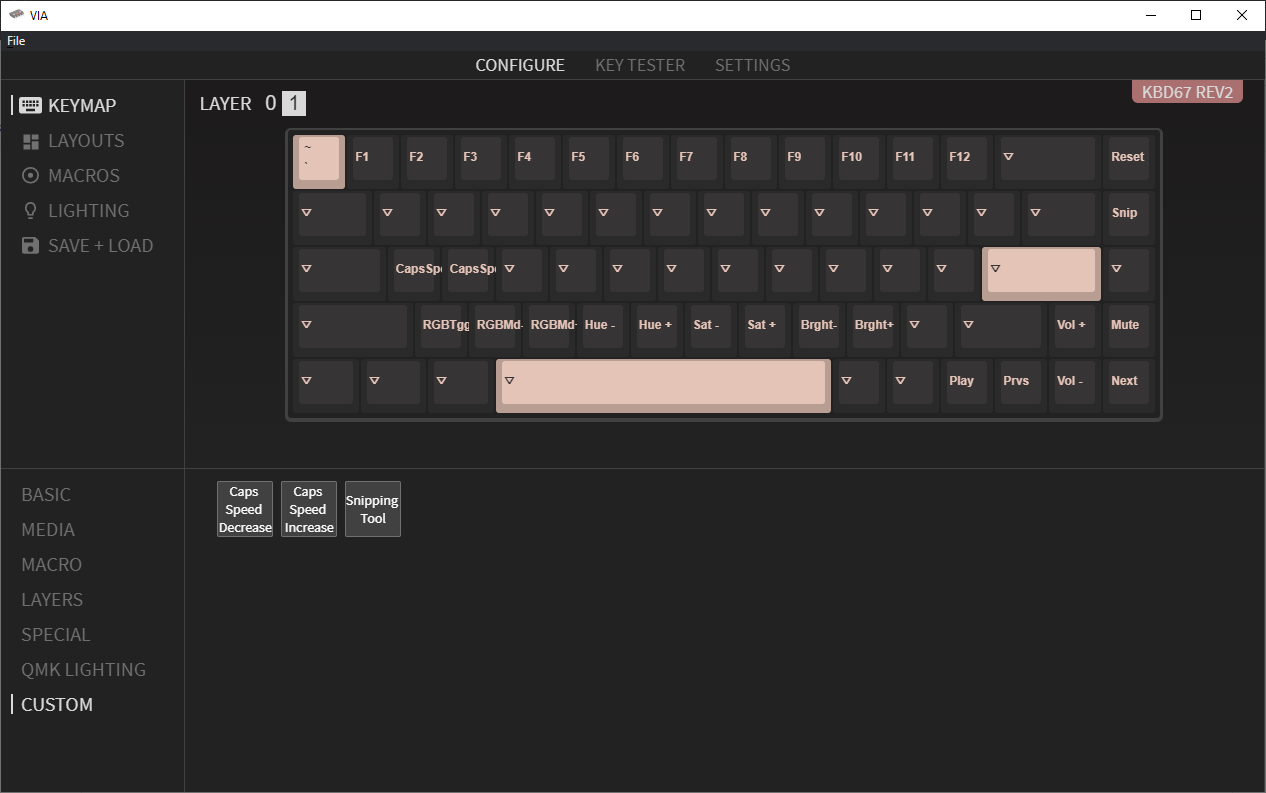 VIA
File
CONFIGURE KEY TESTER SETTINGS
KBD67 REV2
KEYMAP
LAYOUTS
MACROS
LIGHTING
SAVE + LOAD
LAYER 0 1
~
` F1 F2 F3 F4 F5 F6 F7 F8 F9 F10 F11 F12 ▽ Reset
▽ ▽ ▽ ▽ ▽ ▽ ▽ ▽ ▽ ▽ ▽ ▽ ▽ ▽ Snip
▽ CapsSpe CapsSpe ▽ ▽ ▽ ▽ ▽ ▽ ▽ ▽ ▽ ▽ ▽
▽ RGBTgg RGBMd- RGBMd+ Hue - Hue + Sat - Sat + Brght- Brght+ ▽ ▽ Vol + Mute
▽ ▽ ▽ ▽ ▽ ▽ Play Prvs Vol - Next
BASIC
MEDIA
MACRO
LAYERS
SPECIAL
QMK LIGHTING
CUSTOM
Caps
Speed
Decrease
Caps
Speed
Increase
Snipping
Tool